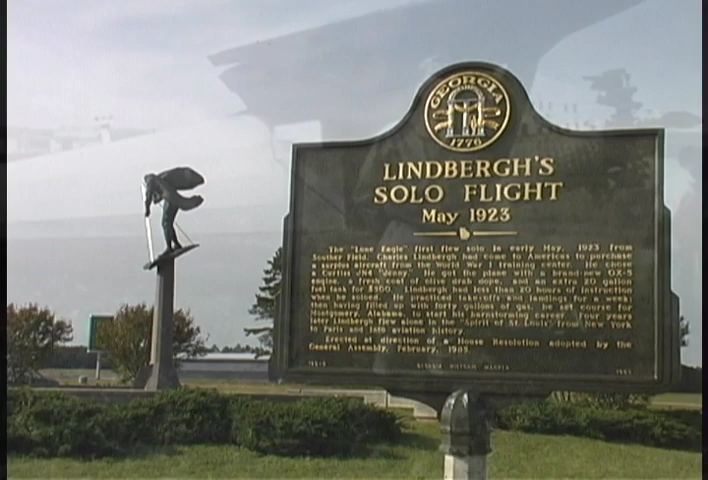 GEORGIA
1776
LINDBERGH'S
SOLO FLIGHT
May 1923
The "Lone Eagle" first flew solo in early May, 1923 from
Souther Field. Charles Lindbergh had come to Americus to purchase
a surplus aircraft from the World War I training center. He chose
a Curtiss JN4 "Jenny". He got the plane with a brand-new OX-5
engine, a fresh coat of olive drab dope, and an extra 20 gallon
fuel tank for $500. Lindbergh had less than 20 hours of instruction
when he soloed. He practiced take-offs and landings for a week;
then, having filled up with forty gallons of gas, he set course for
Montgomery, Alabama, to start his barnstorming career. Four years
later Lindbergh flew alone in the "Spirit of St. Louis" from New York
to Paris and into aviation history.
Erected at direction of a House Resolution adopted by the
General Assembly, February, 1985.
GEORGIA HISTORIC MARKER